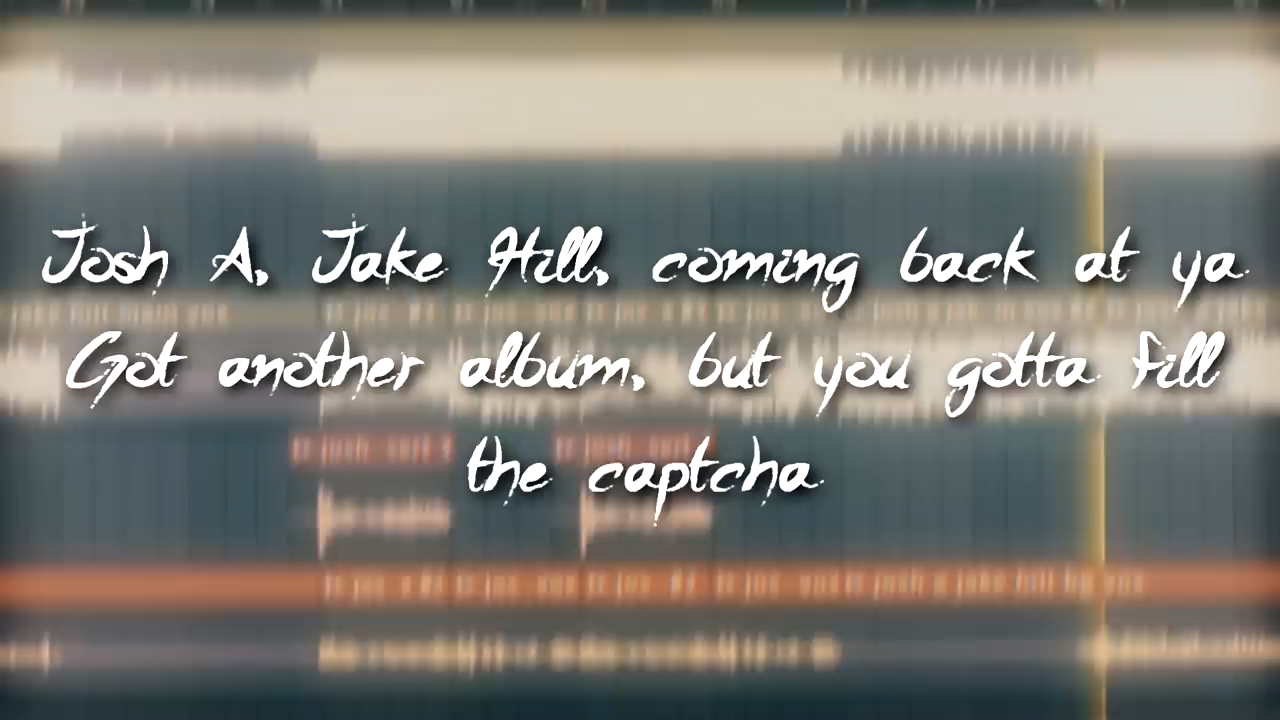 Josh A, Jake Hill, coming back at ya
Got another album, but you gotta fill
the captcha